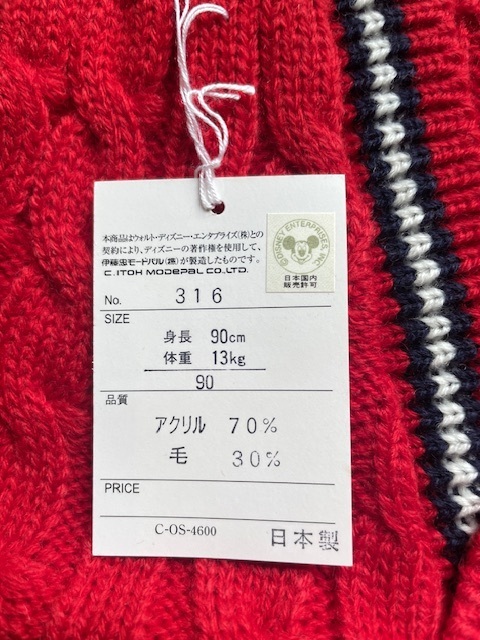 本商品はウォルト・ディズニー・エンタプライズ(株)との
契約により、ディズニーの著作権を使用して、
伊藤忠モードパル(株)が製造したものです。
C.ITOH MODEPAL CO.,LTD.
©DISNEY ENTERPRISES, INC.
日本国内
販売許可
No. 316
SIZE
身長 90cm
体重 13kg
90
品質
アクリル 70%
毛 30%
PRICE
C-OS-4600
日本製